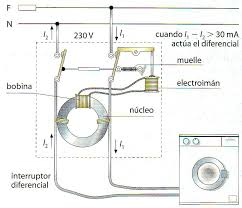 F
N
230 V
cuando I₁ – I₂ > 30 mA
actúa el diferencial
I₂
I₁
muelle
electroimán
bobina
núcleo
I₂
I₁
interruptor
diferencial